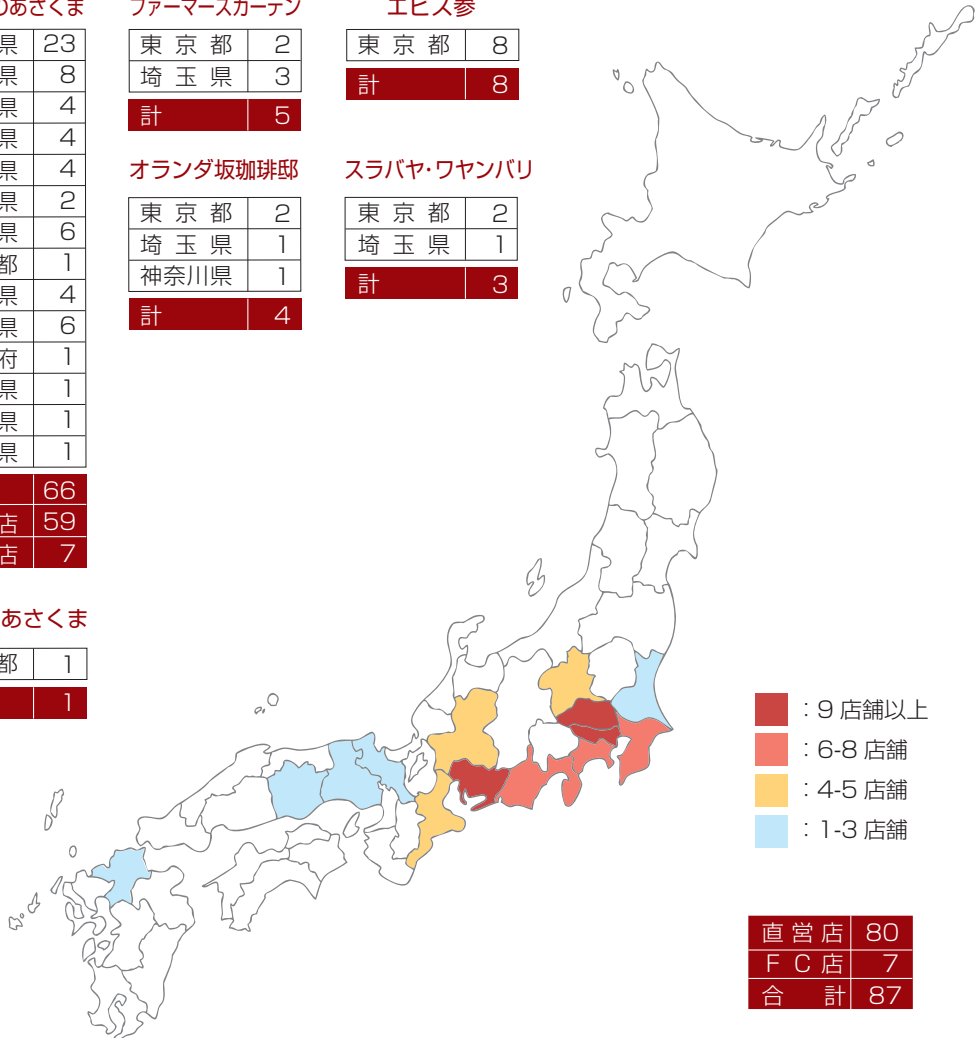 のあさくま
県 23
県 8
県 4
県 4
県 4
県 2
県 6
都 1
県 4
県 6
府 1
県 1
県 1
県 1
66
店 59
店 7
あさくま
都 1
1
ファーマーズガーデン
東京都 2
埼玉県 3
計 5
エビス参
東京都 8
計 8
オランダ坂珈琲邸
東京都 2
埼玉県 1
神奈川県 1
計 4
スラバヤ・ワヤンバリ
東京都 2
埼玉県 1
計 3
：9 店舗以上
：6-8 店舗
：4-5 店舗
：1-3 店舗
直営店 80
FC店 7
合計 87